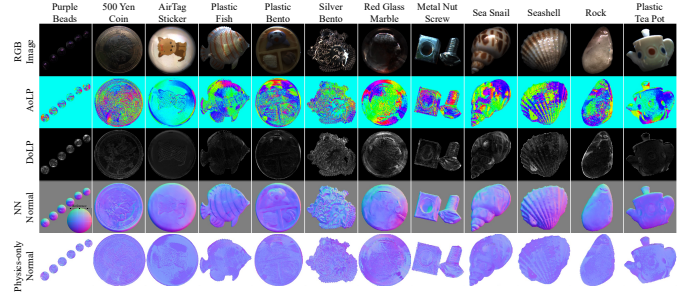 Purple Beads
500 Yen Coin
AirTag Sticker
Plastic Fish
Plastic Bento
Silver Bento
Red Glass Marble
Metal Nut Screw
Sea Snail
Seashell
Rock
Plastic Tea Pot
RGB Image
AoLP
DoLP
NN Normal
Physics-only Normal